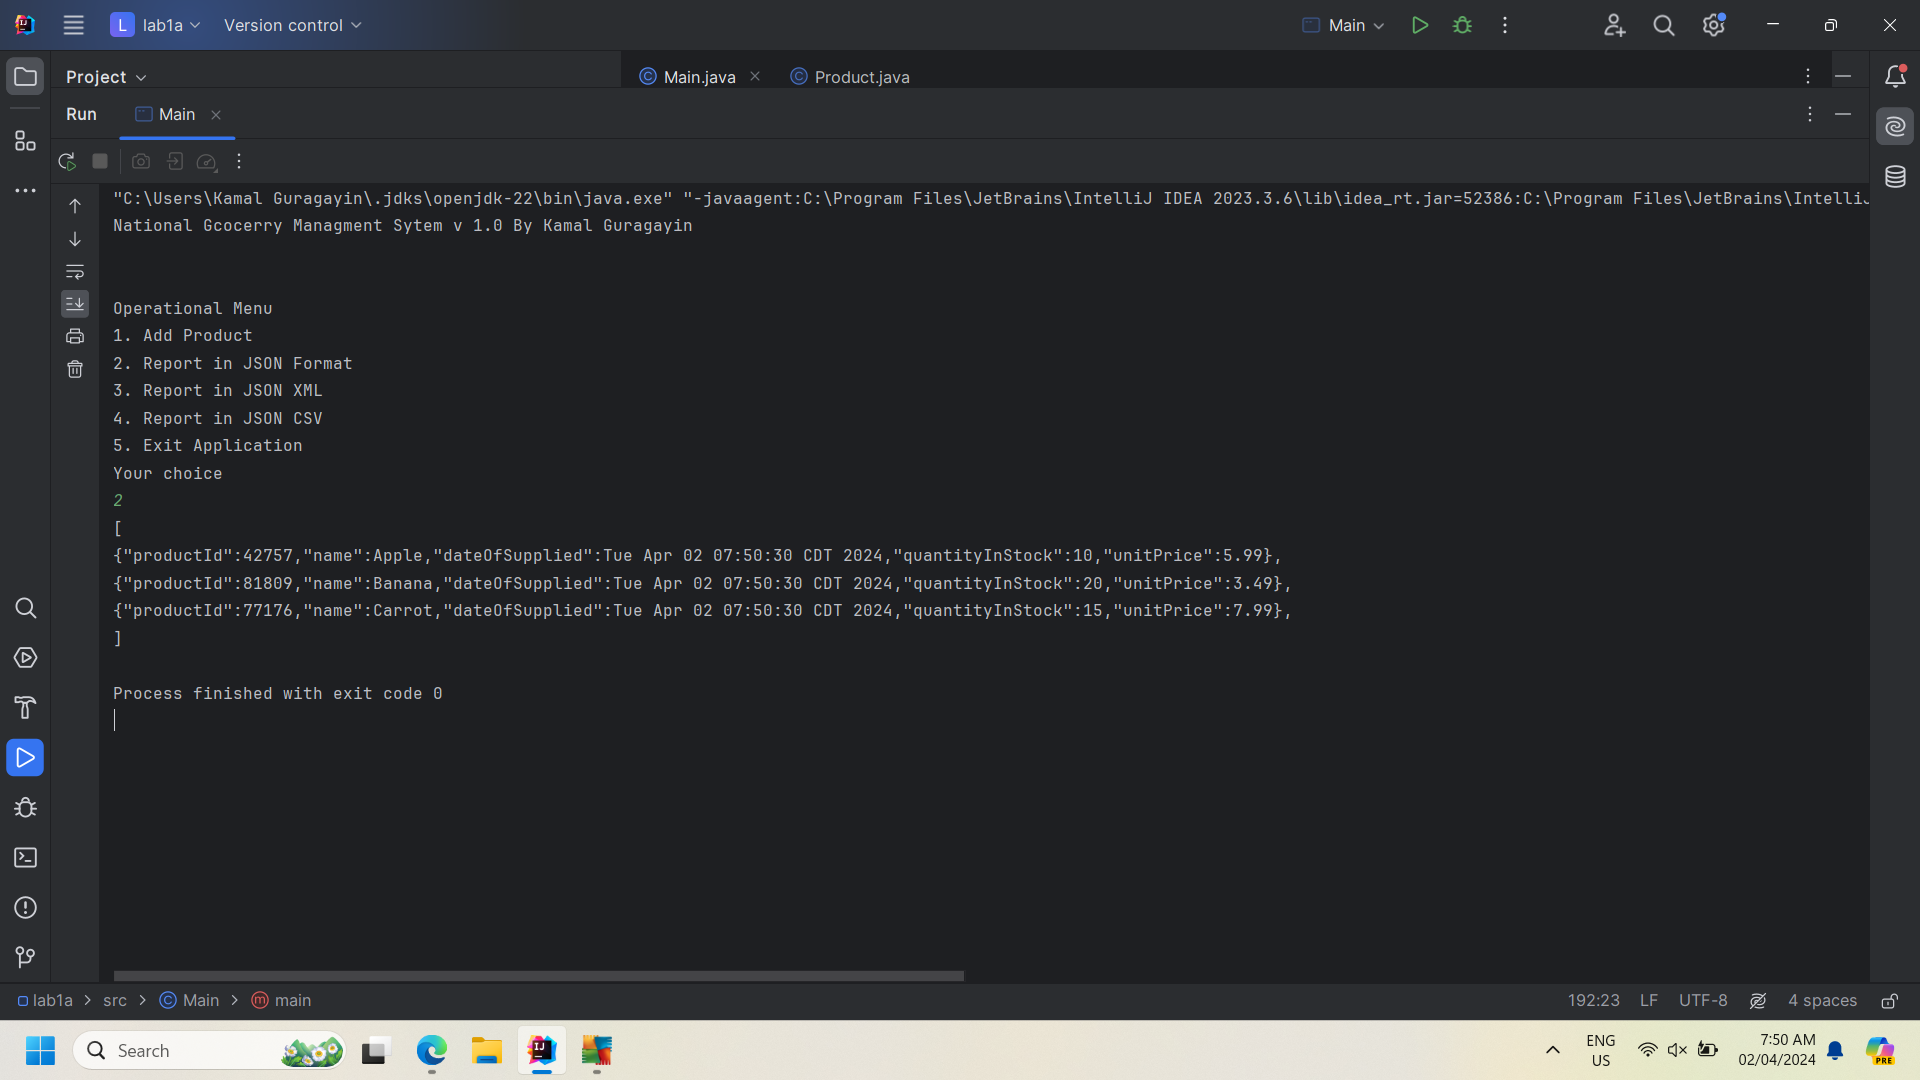 L lab1a Version control Main
Project Main.java Product.java
Run Main
"C:\Users\Kamal Guragayin\.jdks\openjdk-22\bin\java.exe" "-javaagent:C:\Program Files\JetBrains\IntelliJ IDEA 2023.3.6\lib\idea_rt.jar=52386:C:\Program Files\JetBrains\IntelliJ
National Gcocerry Managment Sytem v 1.0 By Kamal Guragayin
Operational Menu
1. Add Product
2. Report in JSON Format
3. Report in JSON XML
4. Report in JSON CSV
5. Exit Application
Your choice
2
[
{"productId":42757,"name":Apple,"dateOfSupplied":Tue Apr 02 07:50:30 CDT 2024,"quantityInStock":10,"unitPrice":5.99},
{"productId":81809,"name":Banana,"dateOfSupplied":Tue Apr 02 07:50:30 CDT 2024,"quantityInStock":20,"unitPrice":3.49},
{"productId":77176,"name":Carrot,"dateOfSupplied":Tue Apr 02 07:50:30 CDT 2024,"quantityInStock":15,"unitPrice":7.99},
]
Process finished with exit code 0
lab1a > src > Main > main 192:23 LF UTF-8 4 spaces
Search ENG 7:50 AM
US 02/04/2024 PRE